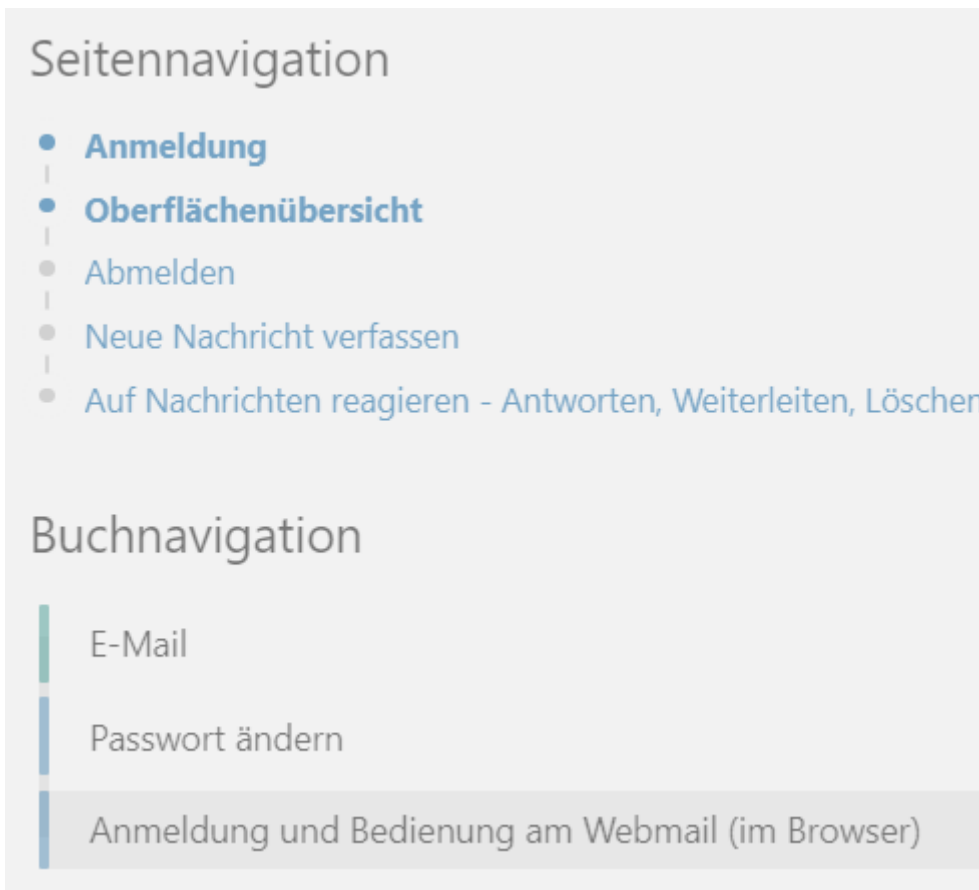 Seitennavigation
Anmeldung
Oberflächenübersicht
Abmelden
Neue Nachricht verfassen
Auf Nachrichten reagieren - Antworten, Weiterleiten, Löschen
Buchnavigation
E-Mail
Passwort ändern
Anmeldung und Bedienung am Webmail (im Browser)